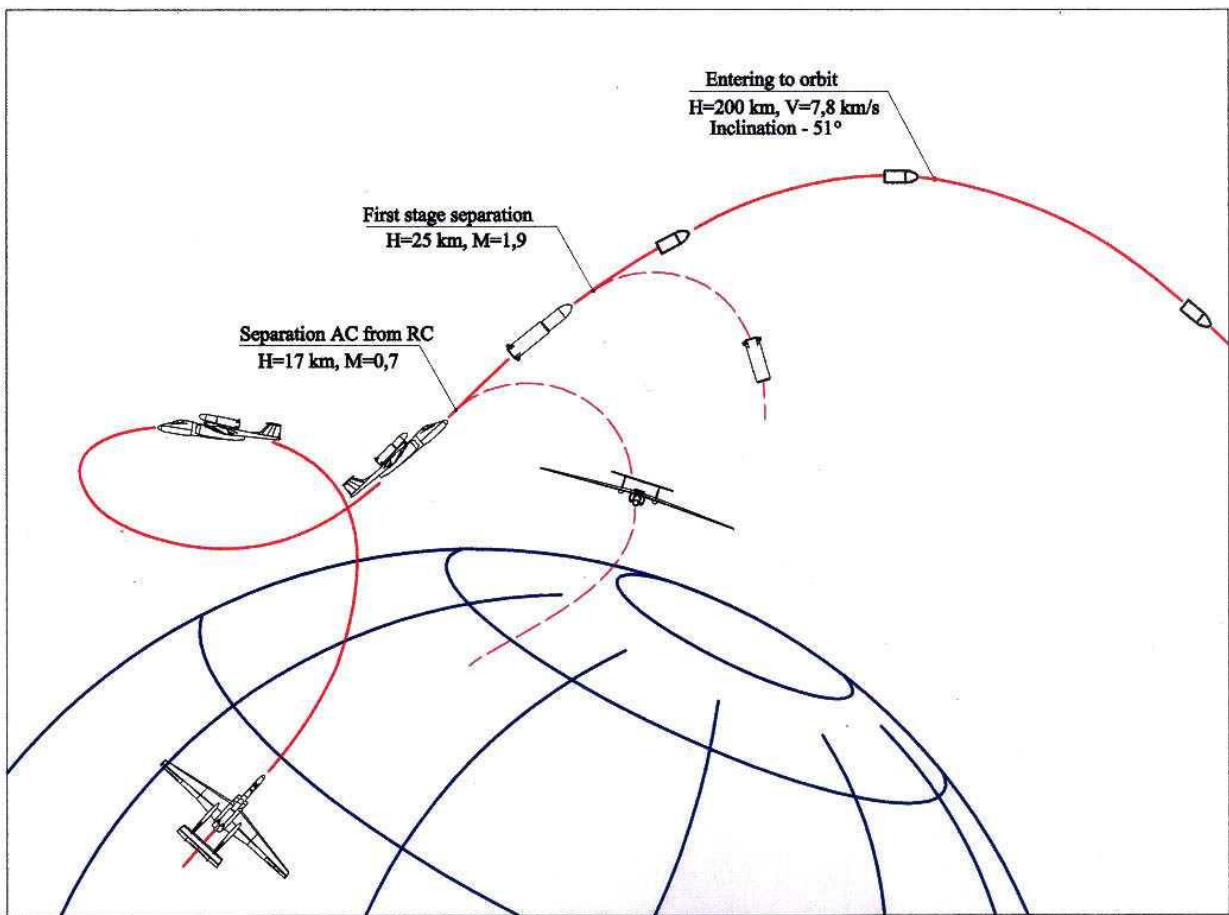 Entering to orbit
H=200 km, V=7,8 km/s
Inclination - 51°
First stage separation
H=25 km, M=1,9
Separation AC from RC
H=17 km, M=0,7